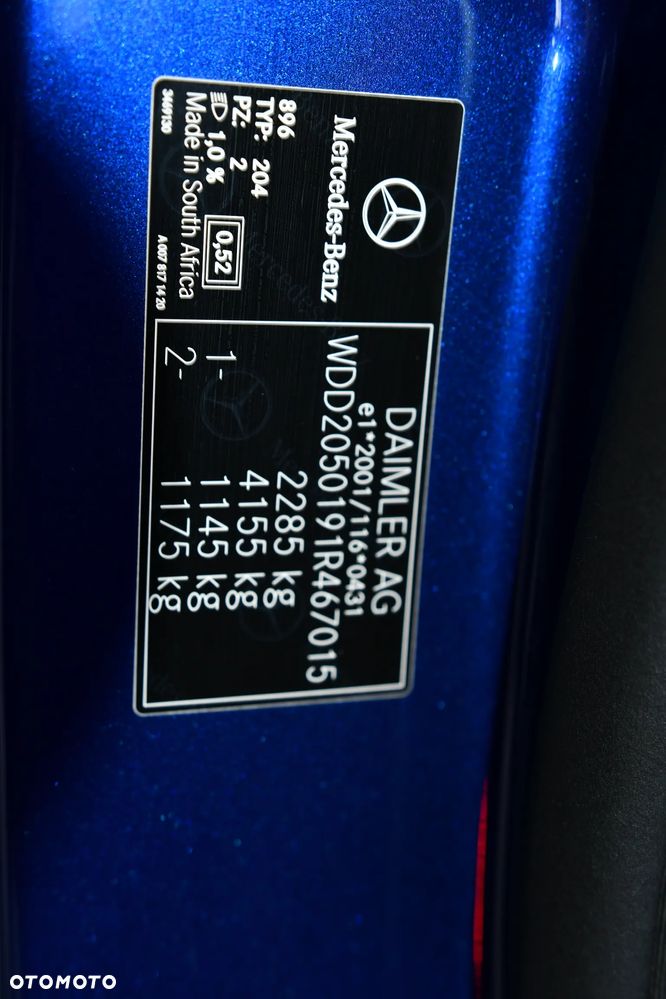 Mercedes-Benz
896
TYP: 204
PZ: 2
1,0 %
0,52
Made in South Africa
3469130
A 007 817 14 20
DAIMLER AG
e1*2001/116*0431
WDD2050191R467015
2285 kg
4155 kg
1- 1145 kg
2- 1175 kg
OTOMOTO